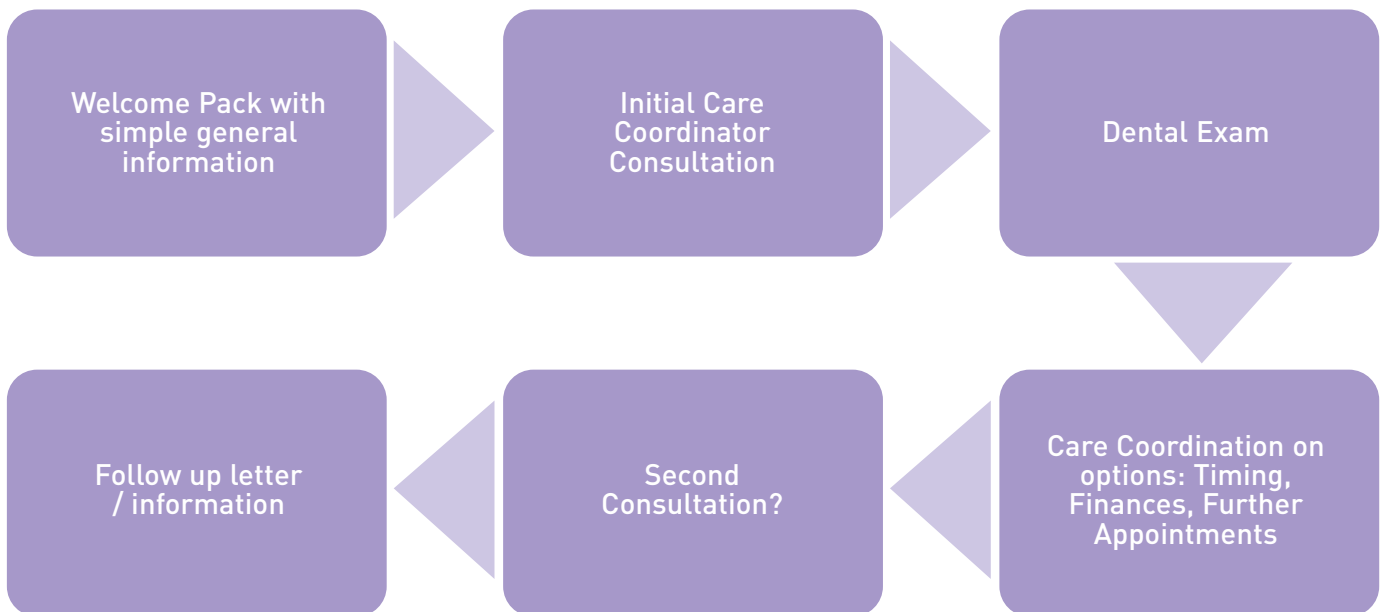 Welcome Pack with
simple general
information
Initial Care
Coordinator
Consultation
Dental Exam
Care Coordination on
options: Timing,
Finances, Further
Appointments
Second
Consultation?
Follow up letter
/ information